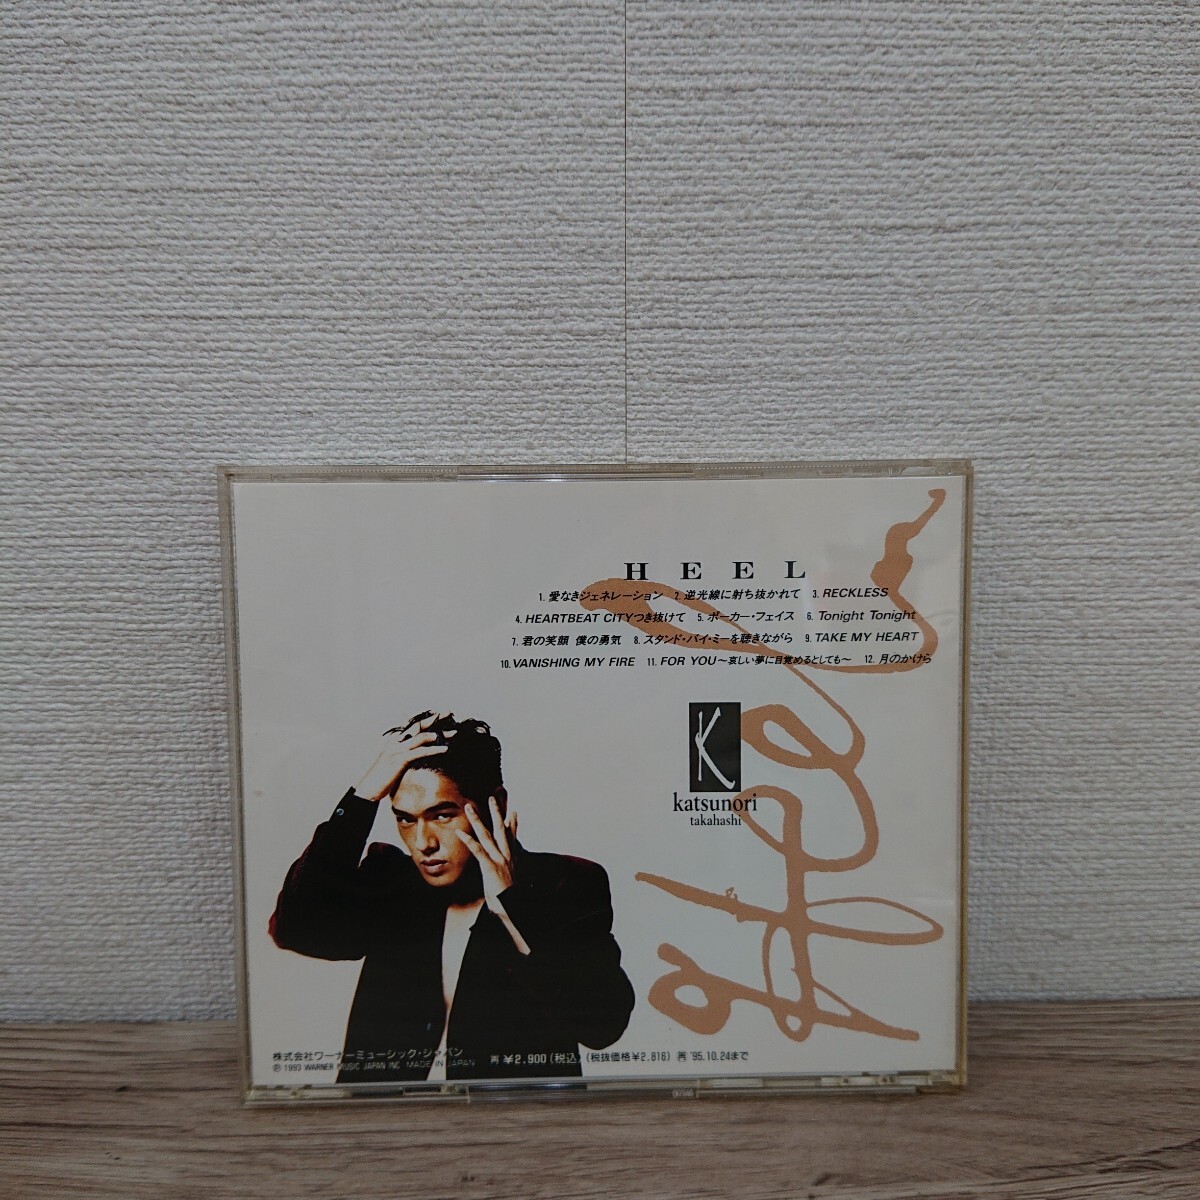 HEEL
1. 愛なきジェネレーション 2. 逆光線に射ち抜かれて 3. RECKLESS
4. HEARTBEAT CITYつき抜けて 5. ポーカー・フェイス 6. Tonight Tonight
7. 君の笑顔 僕の勇気 8. スタンド・バイ・ミーを聴きながら 9. TAKE MY HEART
10. VANISHING MY FIRE 11. FOR YOU〜哀しい夢に目覚めるとしても〜 12. 月のかけら
K
katsunori
takahashi
Heel
株式会社ワーナーミュージック・ジャパン
Ⓟ 1993 WARNER MUSIC JAPAN INC. MADE IN JAPAN
再 ¥2,900(税込)(税抜価格¥2,816) 再 '95.10.24まで